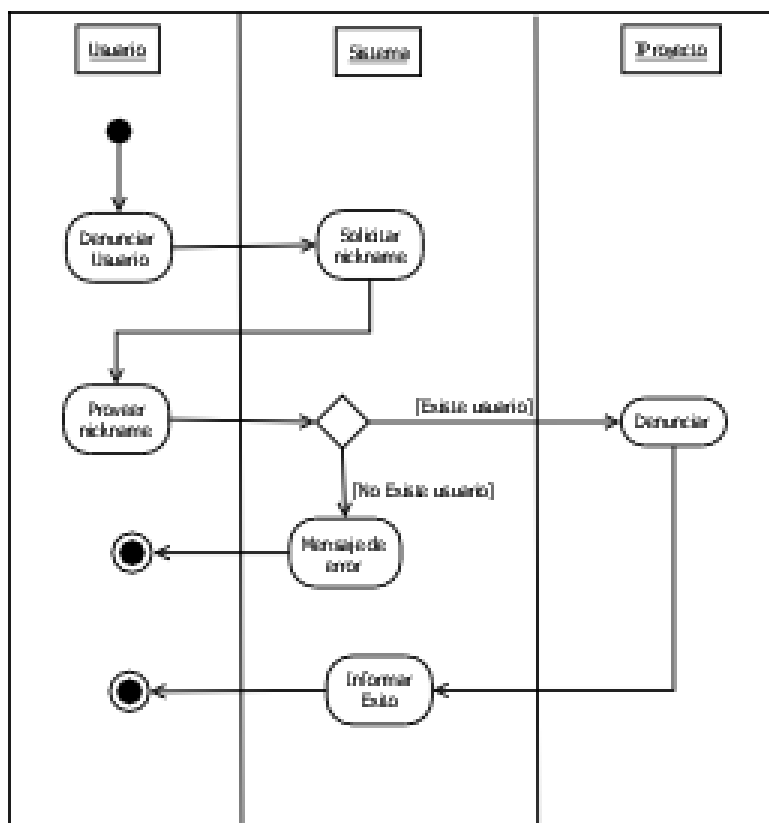 Usuario
Sistema
IProyecto
Denunciar
Usuario
Solicitar
nickname
Proveer
nickname
[Existe usuario]
Denunciar
[No Existe usuario]
Mensaje de
error
Informar
Exito